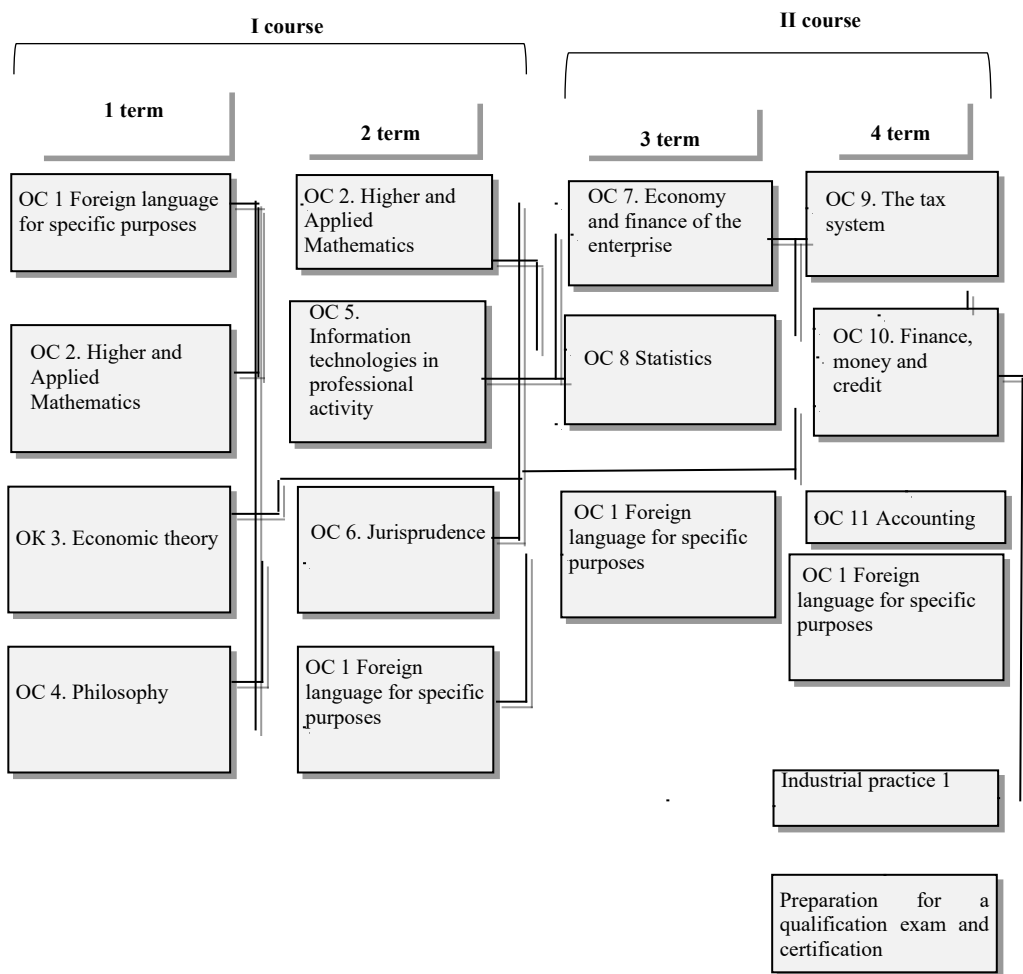 I course
II course
1 term
2 term
3 term
4 term
OC 1 Foreign language
for specific purposes
OC 2. Higher and
Applied
Mathematics
ОК 3. Economic theory
OC 4. Philosophy
OC 2. Higher and
Applied
Mathematics
OC 5.
Information
technologies in
professional
activity
OC 6. Jurisprudence
OC 1 Foreign
language for specific
purposes
OC 7. Economy
and finance of the
enterprise
OC 8 Statistics
OC 1 Foreign
language for specific
purposes
OC 9. The tax
system
OC 10. Finance,
money and
credit
OC 11 Accounting
OC 1 Foreign
language for specific
purposes
Industrial practice 1
Preparation for a
qualification exam and
certification